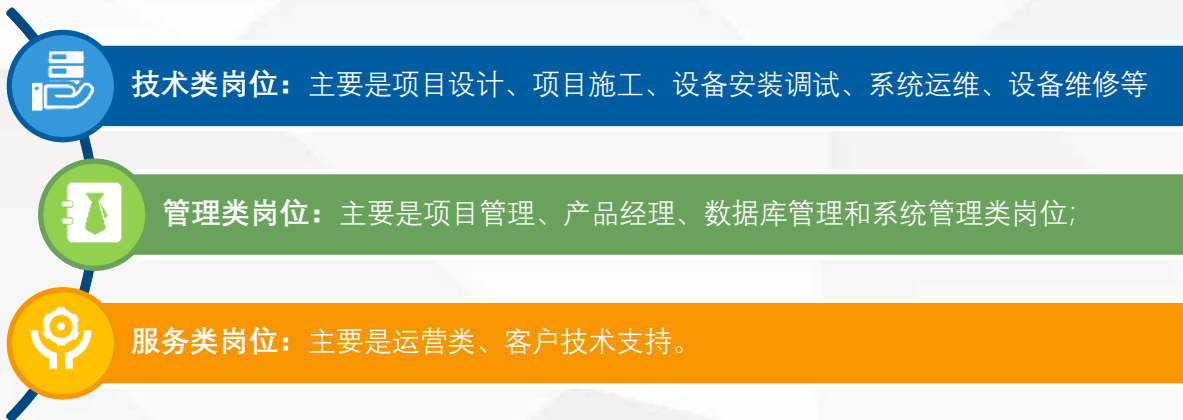 技术类岗位：主要是项目设计、项目施工、设备安装调试、系统运维、设备维修等
管理类岗位：主要是项目管理、产品经理、数据库管理和系统管理类岗位;
服务类岗位：主要是运营类、客户技术支持。